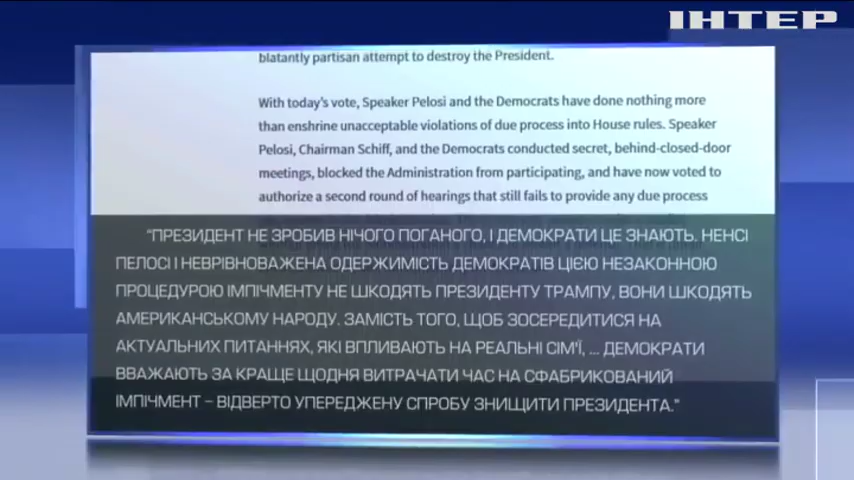 ІНТЕР
blatantly partisan attempt to destroy the President.
With today's vote, Speaker Pelosi and the Democrats have done nothing more
than enshrine unacceptable violations of due process into House rules. Speaker
Pelosi, Chairman Schiff, and the Democrats conducted secret, behind-closed-door
meetings, blocked the Administration from participating, and have now voted to
authorize a second round of hearings that still fails to provide any due process
"ПРЕЗИДЕНТ НЕ ЗРОБИВ НІЧОГО ПОГАНОГО, І ДЕМОКРАТИ ЦЕ ЗНАЮТЬ. НЕНСІ
ПЕЛОСІ І НЕВРІВНОВАЖЕНА ОДЕРЖИМІСТЬ ДЕМОКРАТІВ ЦІЄЮ НЕЗАКОННОЮ
ПРОЦЕДУРОЮ ІМПІЧМЕНТУ НЕ ШКОДЯТЬ ПРЕЗИДЕНТУ ТРАМПУ, ВОНИ ШКОДЯТЬ
АМЕРИКАНСЬКОМУ НАРОДУ. ЗАМІСТЬ ТОГО, ЩОБ ЗОСЕРЕДИТИСЯ НА
АКТУАЛЬНИХ ПИТАННЯХ, ЯКІ ВПЛИВАЮТЬ НА РЕАЛЬНІ СІМ'Ї, ... ДЕМОКРАТИ
ВВАЖАЮТЬ ЗА КРАЩЕ ЩОДНЯ ВИТРАЧАТИ ЧАС НА СФАБРИКОВАНИЙ
ІМПІЧМЕНТ – ВІДВЕРТО УПЕРЕДЖЕНУ СПРОБУ ЗНИЩИТИ ПРЕЗИДЕНТА."